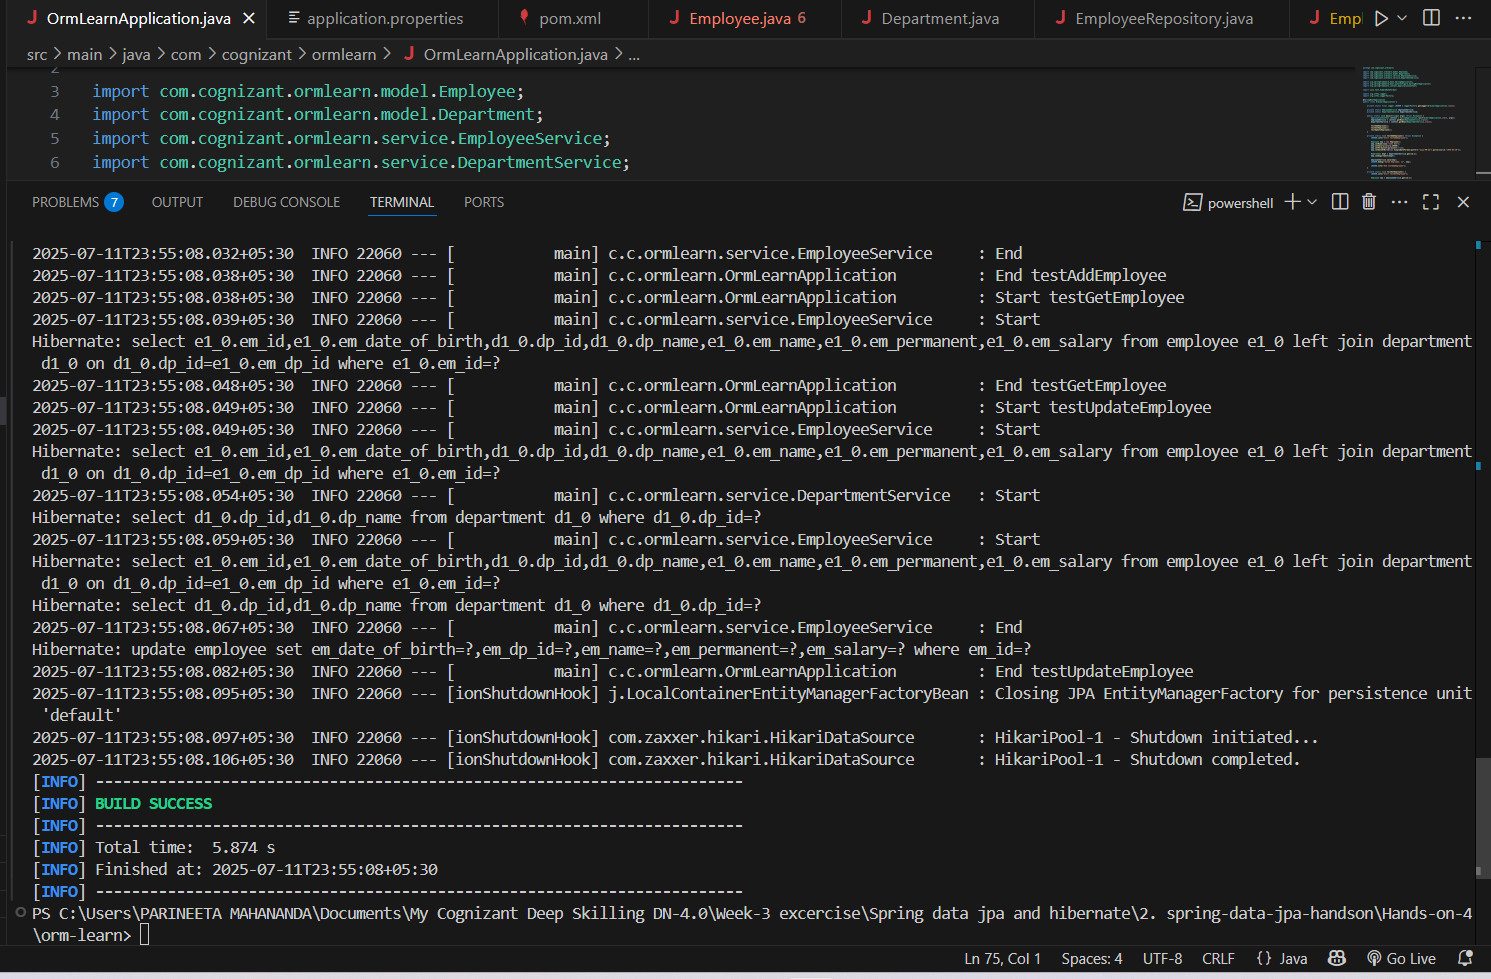 OrmLearnApplication.java
application.properties
pom.xml
Employee.java 6
Department.java
EmployeeRepository.java
Empl
src > main > java > com > cognizant > ormlearn > OrmLearnApplication.java > ...
2
3 import com.cognizant.ormlearn.model.Employee;
4 import com.cognizant.ormlearn.model.Department;
5 import com.cognizant.ormlearn.service.EmployeeService;
6 import com.cognizant.ormlearn.service.DepartmentService;
PROBLEMS 7 OUTPUT DEBUG CONSOLE TERMINAL PORTS
powershell
2025-07-11T23:55:08.032+05:30  INFO 22060 --- [           main] c.c.ormlearn.service.EmployeeService     : End
2025-07-11T23:55:08.038+05:30  INFO 22060 --- [           main] c.c.ormlearn.OrmLearnApplication         : End testAddEmployee
2025-07-11T23:55:08.038+05:30  INFO 22060 --- [           main] c.c.ormlearn.OrmLearnApplication         : Start testGetEmployee
2025-07-11T23:55:08.039+05:30  INFO 22060 --- [           main] c.c.ormlearn.service.EmployeeService     : Start
Hibernate: select e1_0.em_id,e1_0.em_date_of_birth,d1_0.dp_id,d1_0.dp_name,e1_0.em_name,e1_0.em_permanent,e1_0.em_salary from employee e1_0 left join department
d1_0 on d1_0.dp_id=e1_0.em_dp_id where e1_0.em_id=?
2025-07-11T23:55:08.048+05:30  INFO 22060 --- [           main] c.c.ormlearn.OrmLearnApplication         : End testGetEmployee
2025-07-11T23:55:08.049+05:30  INFO 22060 --- [           main] c.c.ormlearn.OrmLearnApplication         : Start testUpdateEmployee
2025-07-11T23:55:08.049+05:30  INFO 22060 --- [           main] c.c.ormlearn.service.EmployeeService     : Start
Hibernate: select e1_0.em_id,e1_0.em_date_of_birth,d1_0.dp_id,d1_0.dp_name,e1_0.em_name,e1_0.em_permanent,e1_0.em_salary from employee e1_0 left join department
d1_0 on d1_0.dp_id=e1_0.em_dp_id where e1_0.em_id=?
2025-07-11T23:55:08.054+05:30  INFO 22060 --- [           main] c.c.ormlearn.service.DepartmentService   : Start
Hibernate: select d1_0.dp_id,d1_0.dp_name from department d1_0 where d1_0.dp_id=?
2025-07-11T23:55:08.059+05:30  INFO 22060 --- [           main] c.c.ormlearn.service.EmployeeService     : Start
Hibernate: select e1_0.em_id,e1_0.em_date_of_birth,d1_0.dp_id,d1_0.dp_name,e1_0.em_name,e1_0.em_permanent,e1_0.em_salary from employee e1_0 left join department
d1_0 on d1_0.dp_id=e1_0.em_dp_id where e1_0.em_id=?
Hibernate: select d1_0.dp_id,d1_0.dp_name from department d1_0 where d1_0.dp_id=?
2025-07-11T23:55:08.067+05:30  INFO 22060 --- [           main] c.c.ormlearn.service.EmployeeService     : End
Hibernate: update employee set em_date_of_birth=?,em_dp_id=?,em_name=?,em_permanent=?,em_salary=? where em_id=?
2025-07-11T23:55:08.082+05:30  INFO 22060 --- [           main] c.c.ormlearn.OrmLearnApplication         : End testUpdateEmployee
2025-07-11T23:55:08.095+05:30  INFO 22060 --- [ionShutdownHook] j.LocalContainerEntityManagerFactoryBean : Closing JPA EntityManagerFactory for persistence unit
'default'
2025-07-11T23:55:08.097+05:30  INFO 22060 --- [ionShutdownHook] com.zaxxer.hikari.HikariDataSource       : HikariPool-1 - Shutdown initiated...
2025-07-11T23:55:08.106+05:30  INFO 22060 --- [ionShutdownHook] com.zaxxer.hikari.HikariDataSource       : HikariPool-1 - Shutdown completed.
[INFO] ------------------------------------------------------------------------
[INFO] BUILD SUCCESS
[INFO] ------------------------------------------------------------------------
[INFO] Total time:  5.874 s
[INFO] Finished at: 2025-07-11T23:55:08+05:30
[INFO] ------------------------------------------------------------------------
PS C:\Users\PARINEETA MAHANANDA\Documents\My Cognizant Deep Skilling DN-4.0\Week-3 excercise\Spring data jpa and hibernate\2. spring-data-jpa-handson\Hands-on-4
\orm-learn>
Ln 75, Col 1 Spaces: 4 UTF-8 CRLF {} Java Go Live